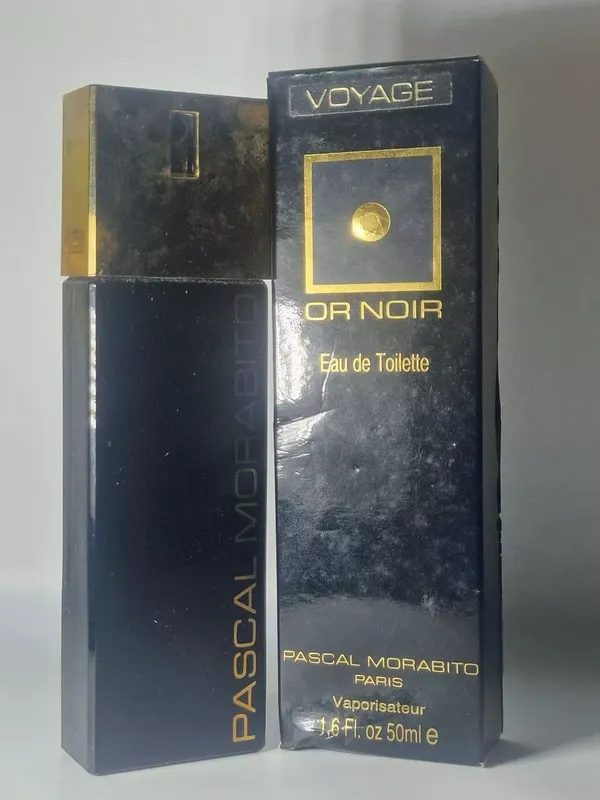 PASCAL MORABITO
VOYAGE
OR NOIR
Eau de Toilette
PASCAL MORABITO
PARIS
Vaporisateur
1,6 Fl. oz 50ml e